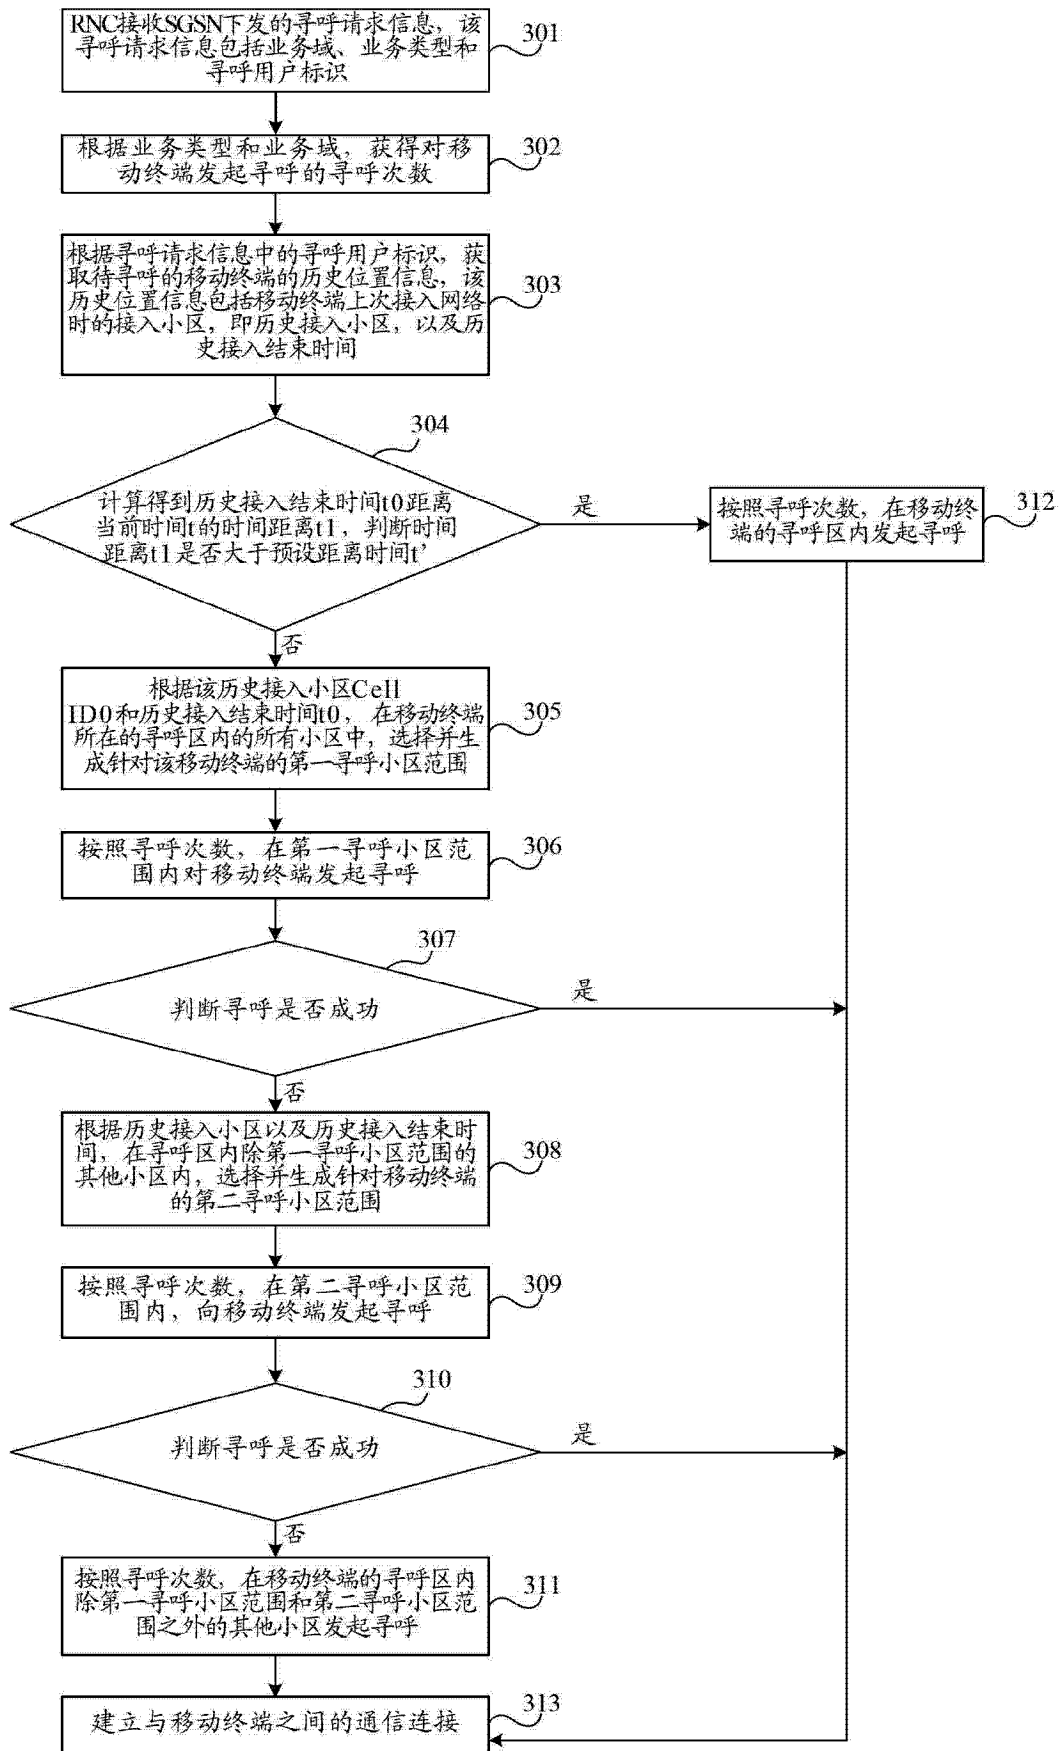 RNC接收SGSN下发的寻呼请求信息，该
寻呼请求信息包括业务域、业务类型和
寻呼用户标识
301
根据业务类型和业务域，获得对移
动终端发起寻呼的寻呼次数
302
根据寻呼请求信息中的寻呼用户标识，获
取待寻呼的移动终端的历史位置信息，该
历史位置信息包括移动终端上次接入网络
时的接入小区，即历史接入小区，以及历
史接入结束时间
303
304
计算得到历史接入结束时间t0距离
当前时间t的时间距离t1，判断时间
距离t1是否大于预设距离时间t’
是
按照寻呼次数，在移动终
端的寻呼区内发起寻呼
312
否
根据该历史接入小区Cell
ID0和历史接入结束时间t0，在移动终端
所在的寻呼区内的所有小区中，选择并生
成针对该移动终端的第一寻呼小区范围
305
按照寻呼次数，在第一寻呼小区范
围内对移动终端发起寻呼
306
307
判断寻呼是否成功
是
否
根据历史接入小区以及历史接入结束时
间，在寻呼区内除第一寻呼小区范围的
其他小区内，选择并生成针对移动终端
的第二寻呼小区范围
308
按照寻呼次数，在第二寻呼小区范
围内，向移动终端发起寻呼
309
310
判断寻呼是否成功
是
否
按照寻呼次数，在移动终端的寻呼区内
除第一寻呼小区范围和第二寻呼小区范
围之外的其他小区发起寻呼
311
建立与移动终端之间的通信连接
313